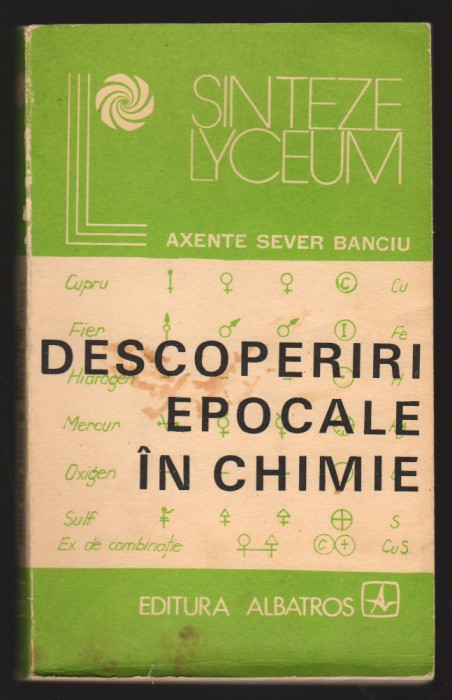 SINTEZE
LYCEUM
AXENTE SEVER BANCIU
Cupru C Cu
Fier I Fe
DESCOPERIRI
Hidrogen H
EPOCALE
Mercur
ÎN CHIMIE
Oxigen
Sulf S
Ex. de combinație C CuS
EDITURA ALBATROS